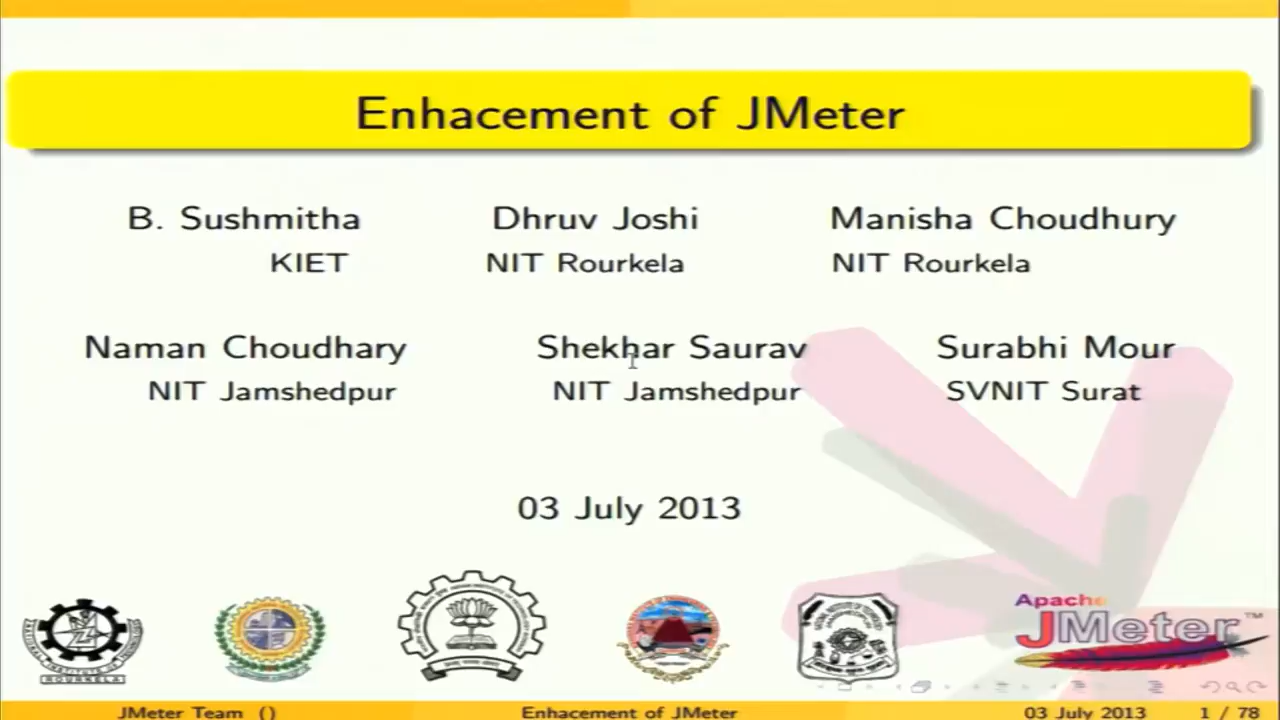 Enhacement of JMeter
B. Sushmitha Dhruv Joshi Manisha Choudhury
KIET NIT Rourkela NIT Rourkela
Naman Choudhary Shekhar Saurav Surabhi Mour
NIT Jamshedpur NIT Jamshedpur SVNIT Surat
03 July 2013
ROURKELA
Apache
JMeter™
JMeter Team () Enhacement of JMeter 03 July 2013 1 / 78